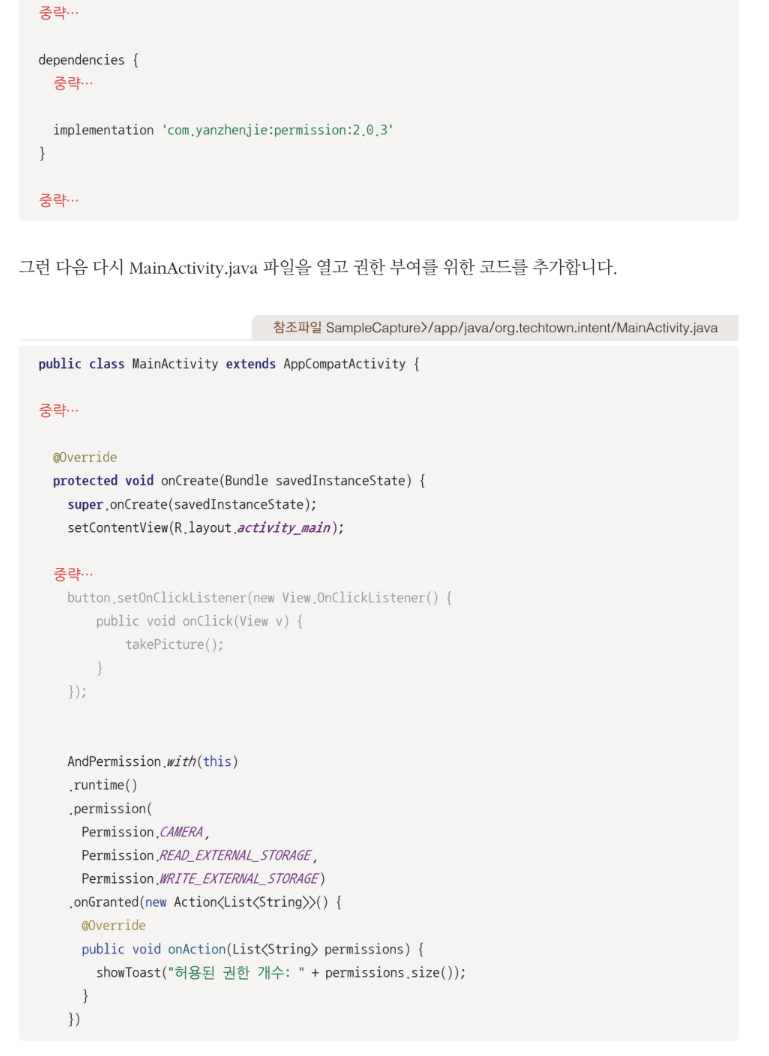 중략…
dependencies {
중략…
implementation 'com.yanzhenjie:permission:2.0.3'
}
중략…
그런 다음 다시 MainActivity.java 파일을 열고 권한 부여를 위한 코드를 추가합니다.
참조파일 SampleCapture>/app/java/org.techtown.intent/MainActivity.java
public class MainActivity extends AppCompatActivity {
중략…
@Override
protected void onCreate(Bundle savedInstanceState) {
super.onCreate(savedInstanceState);
setContentView(R.layout.activity_main);
중략…
button.setOnClickListener(new View.OnClickListener() {
public void onClick(View v) {
takePicture();
}
});
AndPermission.with(this)
.runtime()
.permission(
Permission.CAMERA,
Permission.READ_EXTERNAL_STORAGE,
Permission.WRITE_EXTERNAL_STORAGE)
.onGranted(new Action<List<String>>() {
@Override
public void onAction(List<String> permissions) {
showToast("허용된 권한 개수: " + permissions.size());
}
})